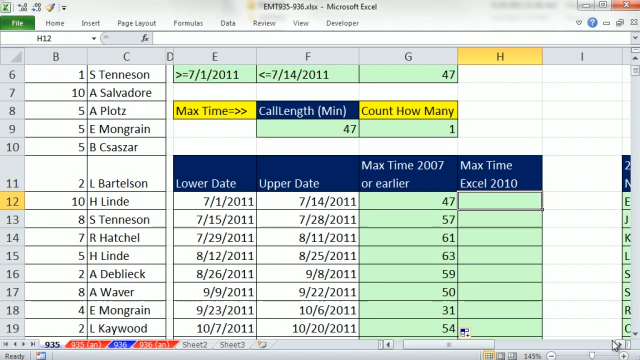 EMT935-936.xlsx - Microsoft Excel
File Home Insert Page Layout Formulas Data Review View Developer
H12 fx
B C D E F G H I J
6 1 S Tenneson >=7/1/2011 <=7/14/2011 47
7 10 A Salvadore
8 5 A Plotz Max Time=>> CallLength (Min) Count How Many
9 5 E Mongrain 47 1
10 5 B Csaszar
11 2 L Bartelson Lower Date Upper Date Max Time 2007 or earlier Max Time Excel 2010 2 N
12 10 H Linde 7/1/2011 7/14/2011 47 E
13 8 S Tenneson 7/15/2011 7/28/2011 57 J
14 7 R Hatchel 7/29/2011 8/11/2011 61 K
15 5 H Linde 8/12/2011 8/25/2011 63 L
16 2 A Deblieck 8/26/2011 9/8/2011 59 S
17 8 A Waver 9/9/2011 9/22/2011 50 S
18 4 E Mongrain 9/23/2011 10/6/2011 31 R
19 2 L Kaywood 10/7/2011 10/20/2011 54 C
935 935 (an) 936 936 (an) Sheet2 Sheet3
Ready 145%